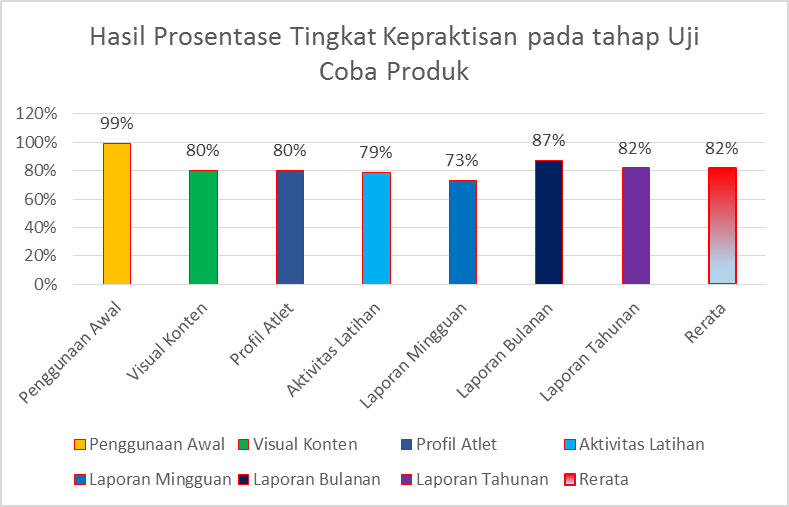 Hasil Prosentase Tingkat Kepraktisan pada tahap Uji
Coba Produk
120%
100%
80%
60%
40%
20%
0%
99%
80%
80%
79%
73%
87%
82%
82%
Penggunaan Awal
Visual Konten
Profil Atlet
Aktivitas Latihan
Laporan Mingguan
Laporan Bulanan
Laporan Tahunan
Rerata
Penggunaan Awal Visual Konten Profil Atlet Aktivitas Latihan
Laporan Mingguan Laporan Bulanan Laporan Tahunan Rerata